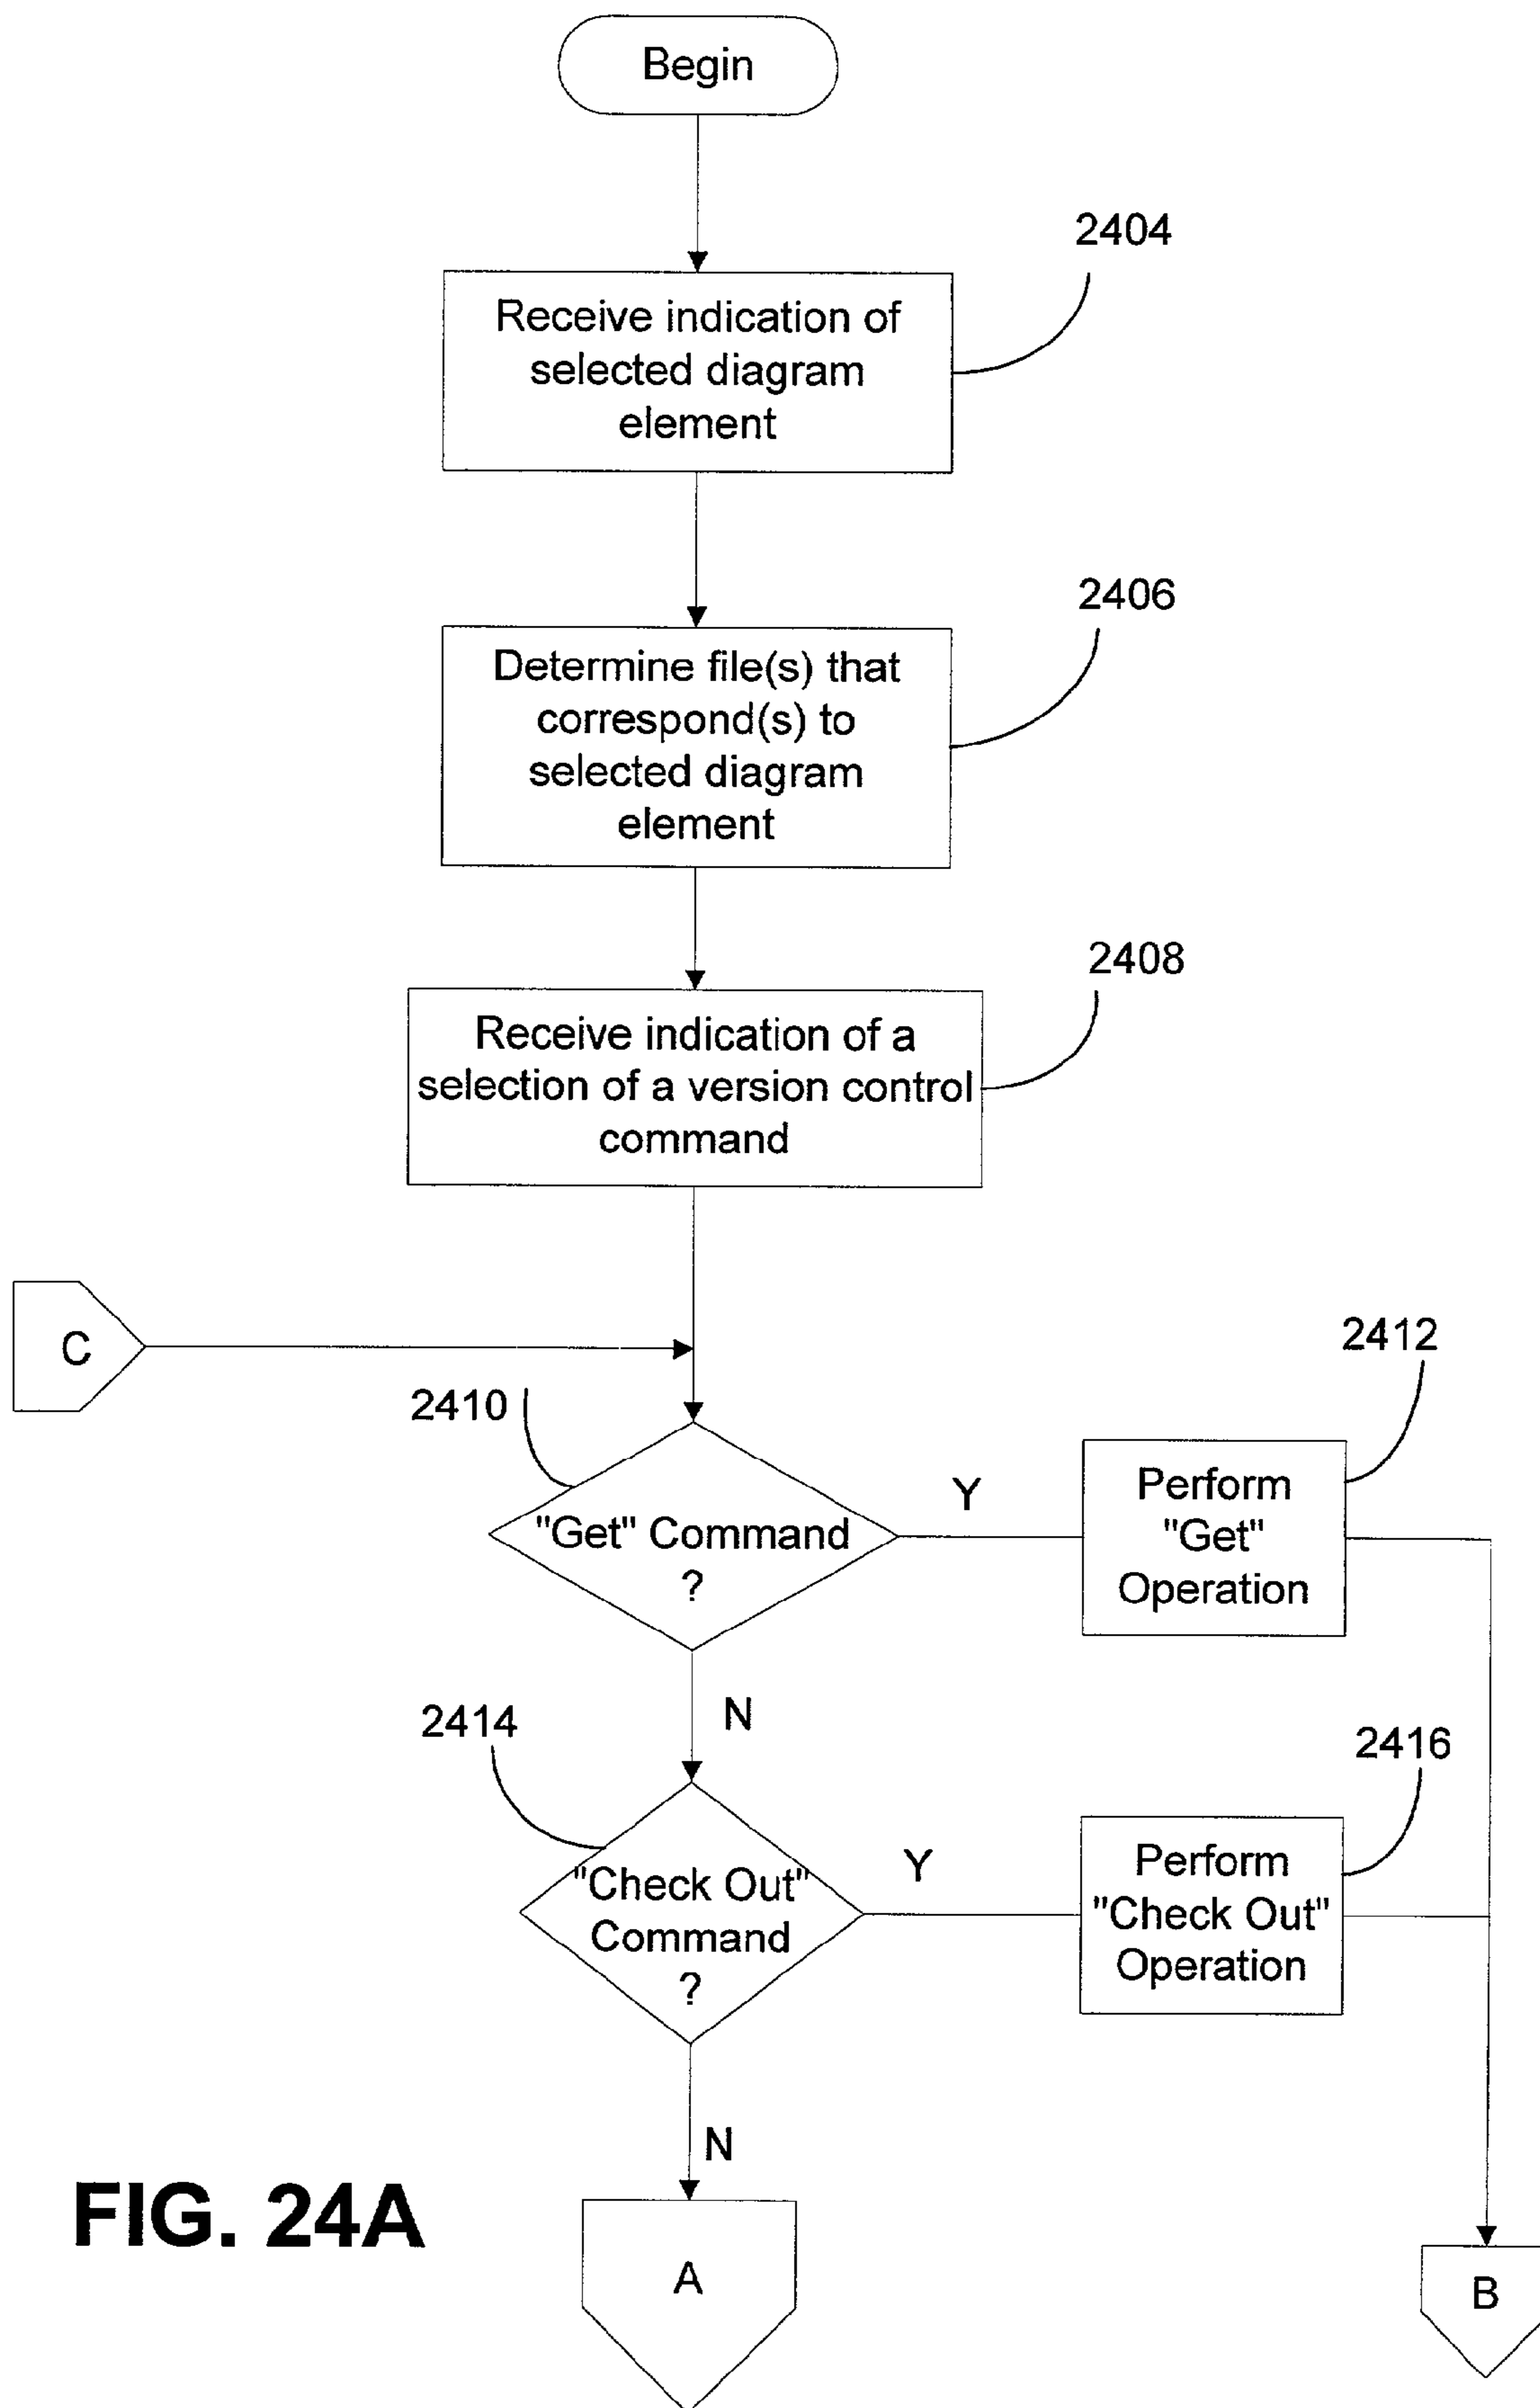 Begin
2404
Receive indication of
selected diagram
element
2406
Determine file(s) that
correspond(s) to
selected diagram
element
2408
Receive indication of a
selection of a version control
command
C
2410
"Get" Command
?
Y
2412
Perform
"Get"
Operation
N
2414
"Check Out"
Command
?
Y
2416
Perform
"Check Out"
Operation
N
A
B
FIG. 24A